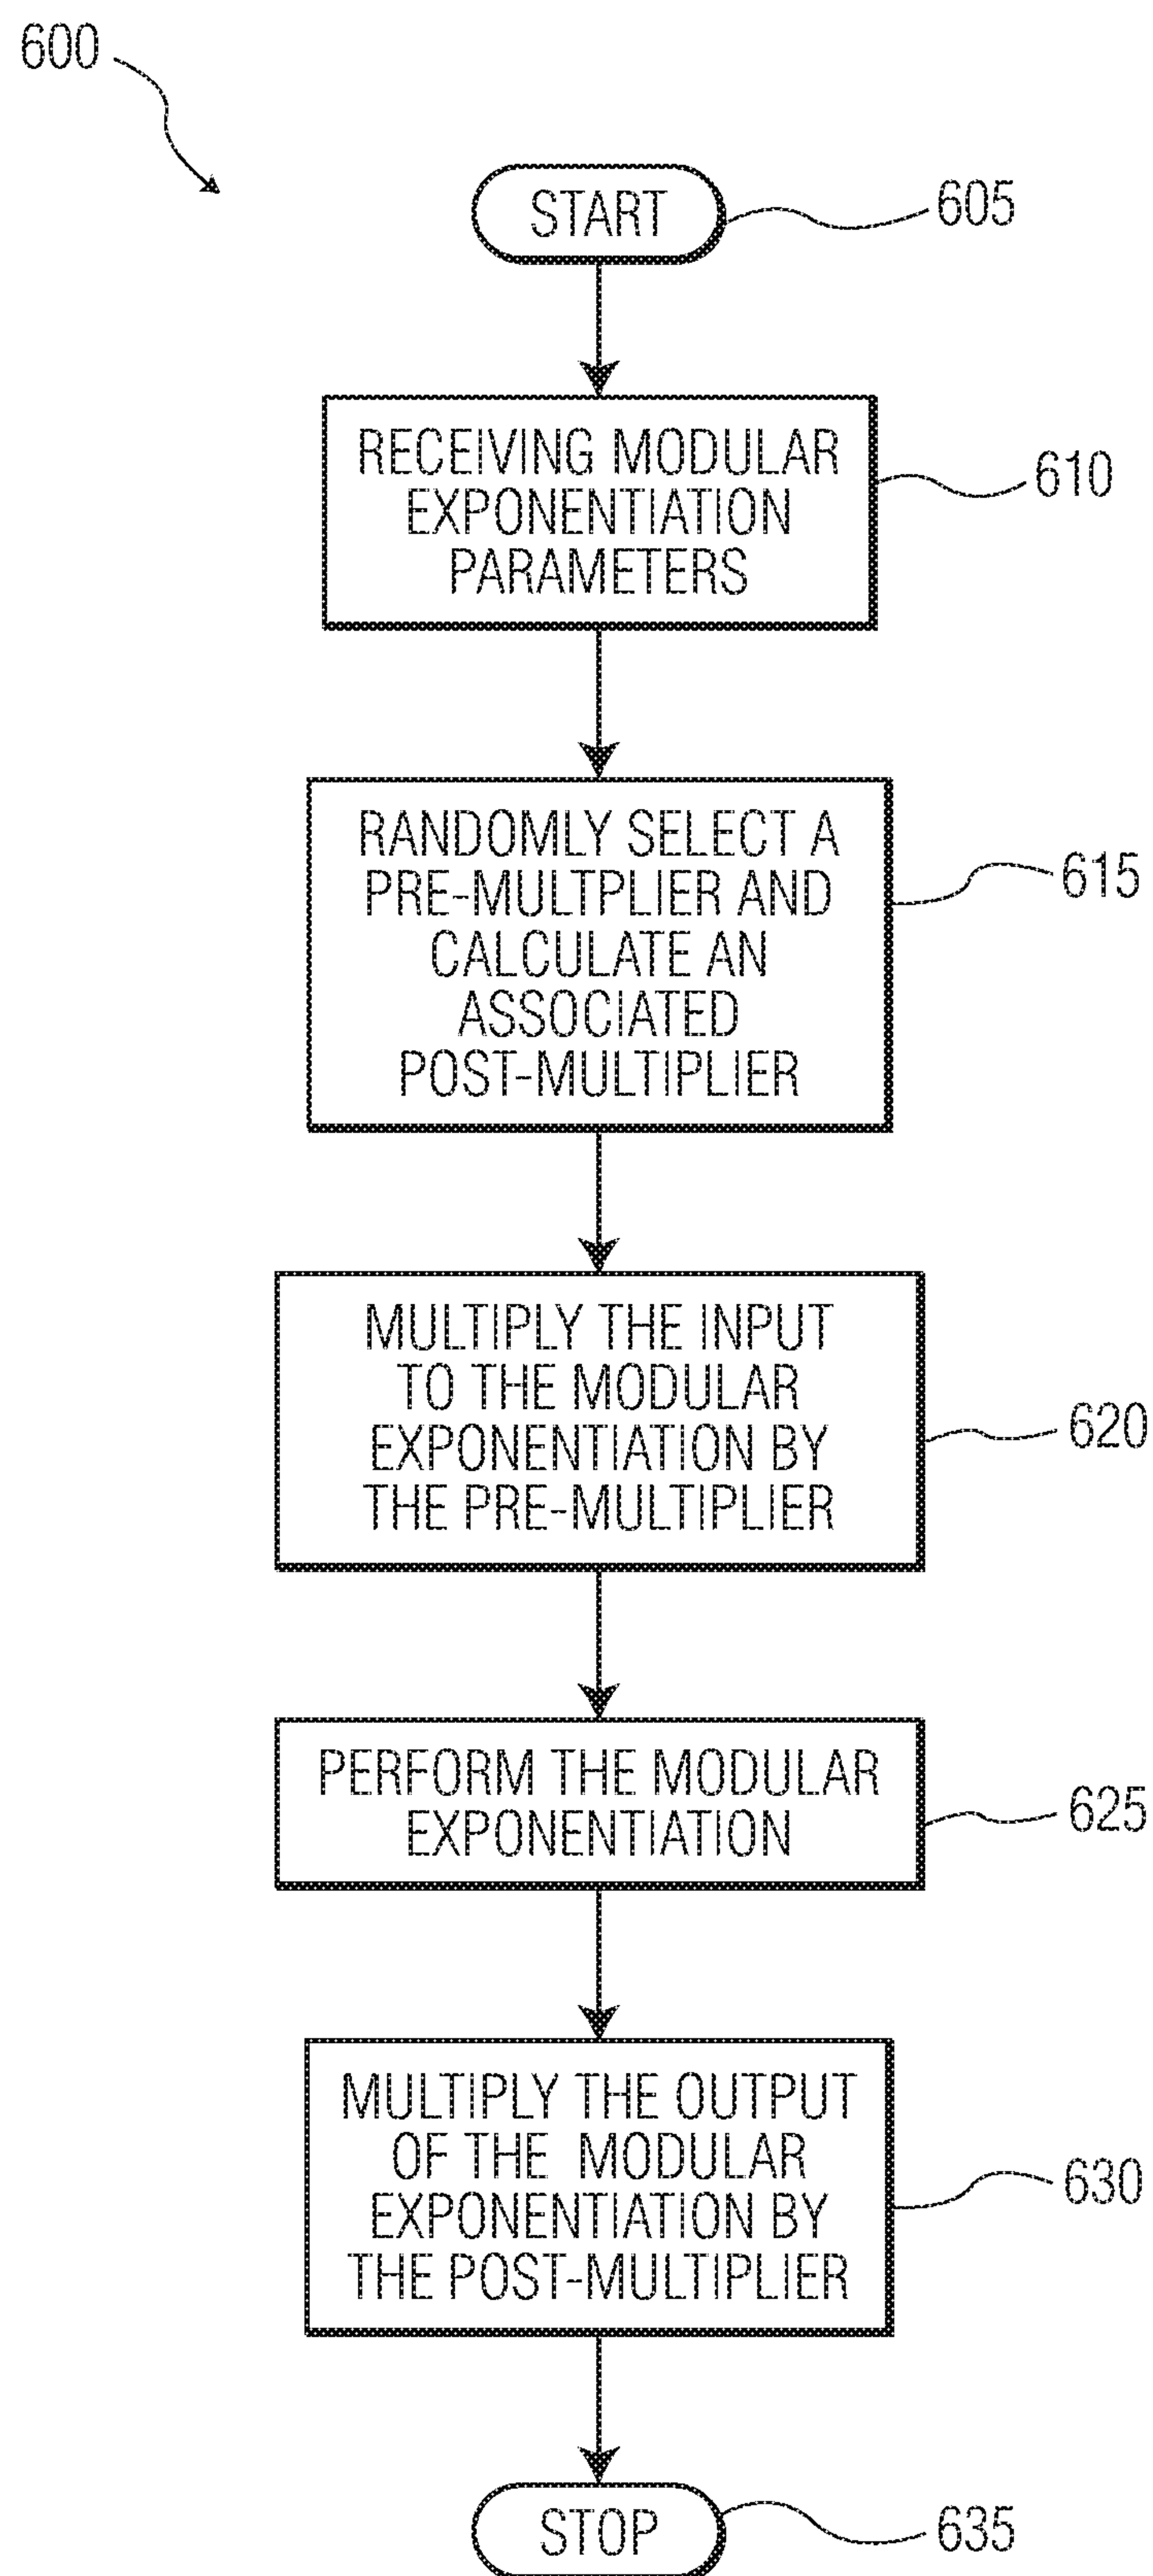 600
START
605
RECEIVING MODULAR
EXPONENTIATION
PARAMETERS
610
RANDOMLY SELECT A
PRE-MULTPLIER AND
CALCULATE AN
ASSOCIATED
POST-MULTIPLIER
615
MULTIPLY THE INPUT
TO THE MODULAR
EXPONENTIATION BY
THE PRE-MULTIPLIER
620
PERFORM THE MODULAR
EXPONENTIATION
625
MULTIPLY THE OUTPUT
OF THE MODULAR
EXPONENTIATION BY
THE POST-MULTIPLIER
630
STOP
635